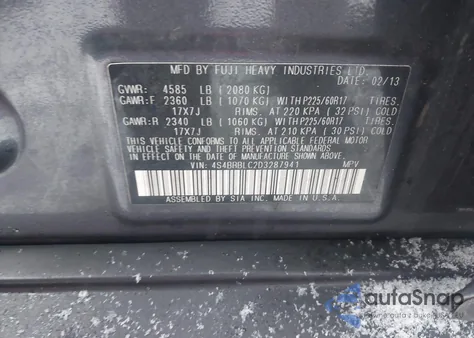 MFD BY FUJI HEAVY INDUSTRIES LTD.
02/13
GVWR: 4585 LB (2080 KG)
GAWR:F 2360 LB (1070 KG) WITH P225/60R17 TIRES.
17X7J RIMS. AT 220 KPA (32 PSI) COLD
GAWR:R 2340 LB (1060 KG) WITH P225/60R17 TIRES.
17X7J RIMS. AT 210 KPA (30 PSI) COLD
THIS VEHICLE CONFORMS TO ALL APPLICABLE FEDERAL MOTOR
VEHICLE SAFETY AND THEFT PREVENTION STANDARDS IN EFFECT
ON THE DATE OF MANUFACTURE SHOWN ABOVE.
VIN: 4S4BRBLC2D3287941 MPV
ASSEMBLED BY SIA INC. MADE IN U.S.A
autoSnap